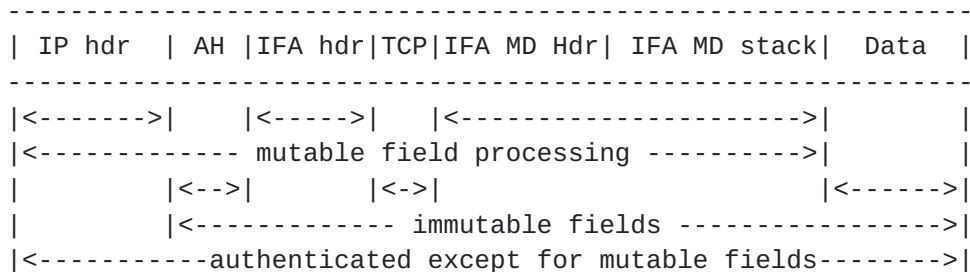 -------------------------------------------------------------------
| IP hdr  | AH |IFA hdr|TCP|IFA MD Hdr| IFA MD stack|  Data  |
-------------------------------------------------------------------
|<------->|    |<----->|   |<---------------------->|        |
|<------------- mutable field processing ---------->|        |
|         |<-->|       |<->|                        |<------>|
|         |<------------- immutable fields ----------------->|
|<-----------authenticated except for mutable fields-------->|